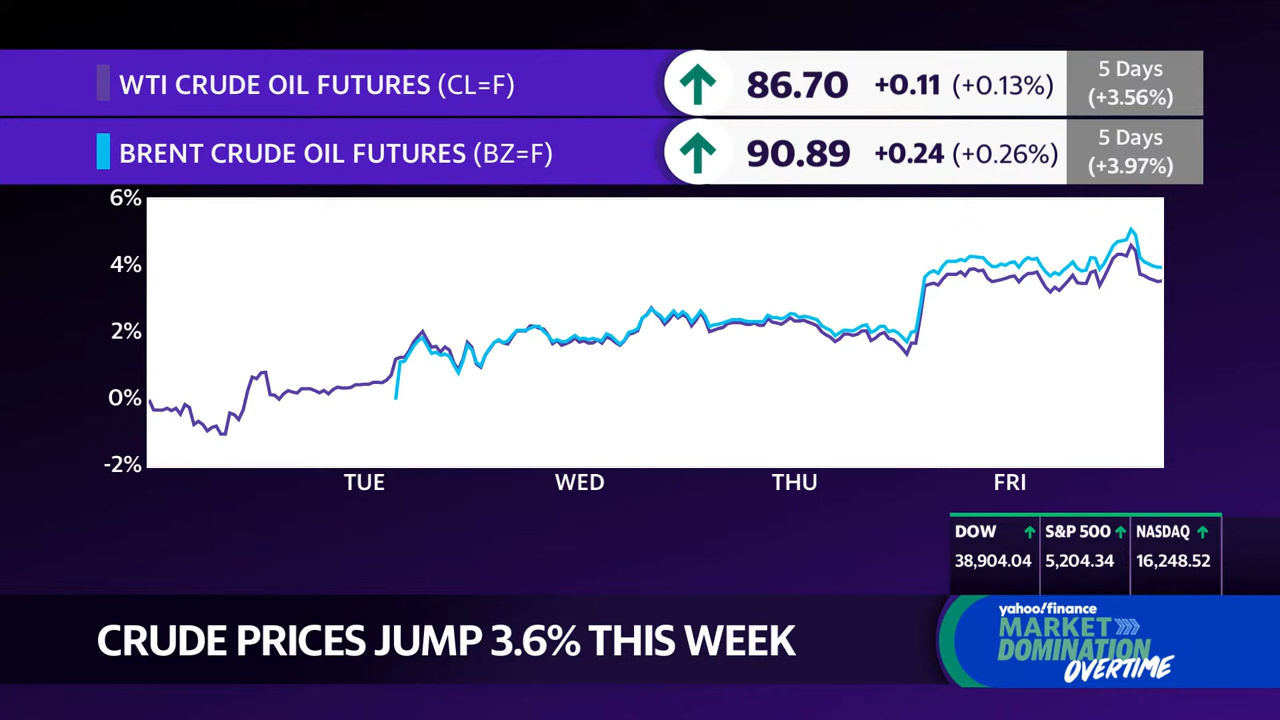 WTI CRUDE OIL FUTURES (CL=F) 86.70 +0.11 (+0.13%) 5 Days
(+3.56%)
BRENT CRUDE OIL FUTURES (BZ=F) 90.89 +0.24 (+0.26%) 5 Days
(+3.97%)
6%
4%
2%
0%
-2%
TUE WED THU FRI
DOW S&P 500 NASDAQ
38,904.04 5,204.34 16,248.52
CRUDE PRICES JUMP 3.6% THIS WEEK
yahoo!finance
MARKET
DOMINATION
OVERTIME